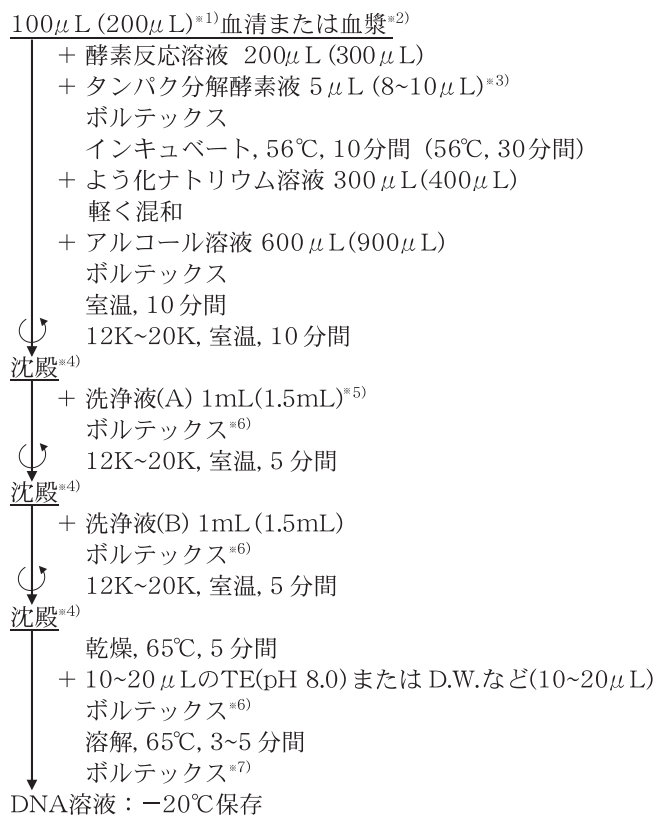 100μL(200μL)※1)血清または血漿※2)
+ 酵素反応溶液 200μL(300μL)
+ タンパク分解酵素液 5μL(8~10μL)※3)
ボルテックス
インキュベート, 56℃, 10分間 (56℃, 30分間)
+ よう化ナトリウム溶液 300μL(400μL)
軽く混和
+ アルコール溶液 600μL(900μL)
ボルテックス
室温, 10分間
12K~20K, 室温, 10分間
沈殿※4)
+ 洗浄液(A) 1mL(1.5mL)※5)
ボルテックス※6)
12K~20K, 室温, 5分間
沈殿※4)
+ 洗浄液(B) 1mL(1.5mL)
ボルテックス※6)
12K~20K, 室温, 5分間
沈殿※4)
乾燥, 65℃, 5分間
+ 10~20μLのTE(pH 8.0)または D.W.など(10~20μL)
ボルテックス※6)
溶解, 65℃, 3~5分間
ボルテックス※7)
DNA溶液：−20℃保存